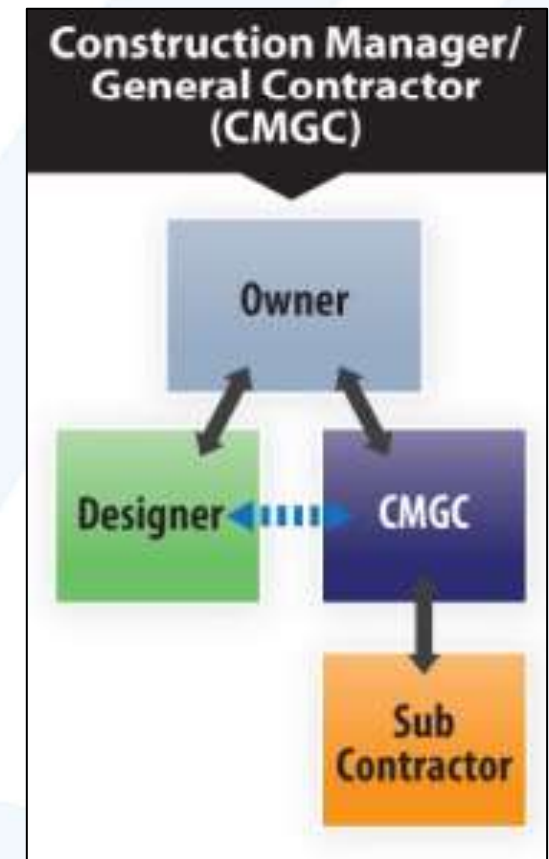 Construction Manager/
General Contractor
(CMGC)
Owner
Designer
CMGC
Sub
Contractor